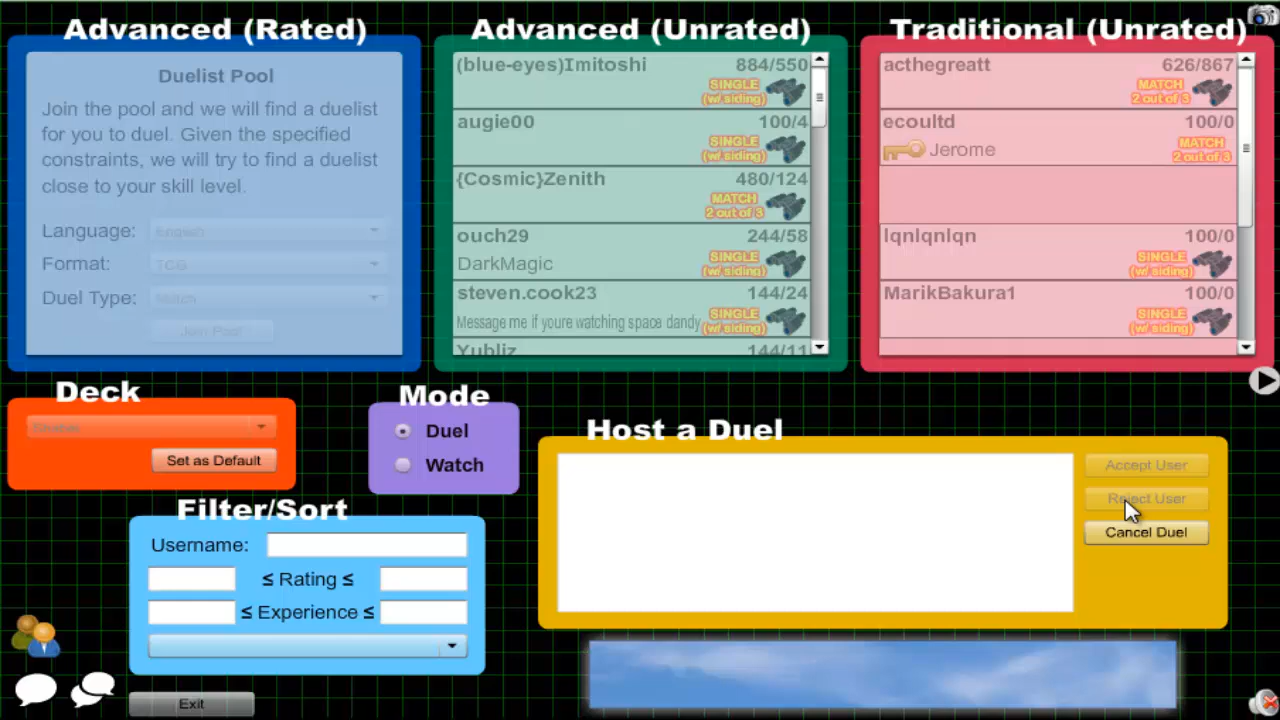 Advanced (Rated)
Duelist Pool
Join the pool and we will find a duelist
for you to duel. Given the specified
constraints, we will try to find a duelist
close to your skill level.
Language: English
Format: TCG
Duel Type: Match
Join Pool
Advanced (Unrated)
(blue-eyes)Imitoshi 884/550
SINGLE
(w/ siding)
augie00 100/4
SINGLE
(w/ siding)
{Cosmic}Zenith 480/124
MATCH
2 out of 3
ouch29 244/58
DarkMagic SINGLE
(w/ siding)
steven.cook23 144/24
Message me if youre watching space dandy SINGLE
(w/ siding)
Yubliz 144/11
Traditional (Unrated)
acthegreatt 626/867
MATCH
2 out of 3
ecoultd 100/0
Jerome MATCH
2 out of 3
lqnlqnlqn 100/0
SINGLE
(w/ siding)
MarikBakura1 100/0
SINGLE
(w/ siding)
Deck
Set as Default
Mode
Duel
Watch
Filter/Sort
Username:
≤ Rating ≤
≤ Experience ≤
Exit
Host a Duel
Accept User
Reject User
Cancel Duel